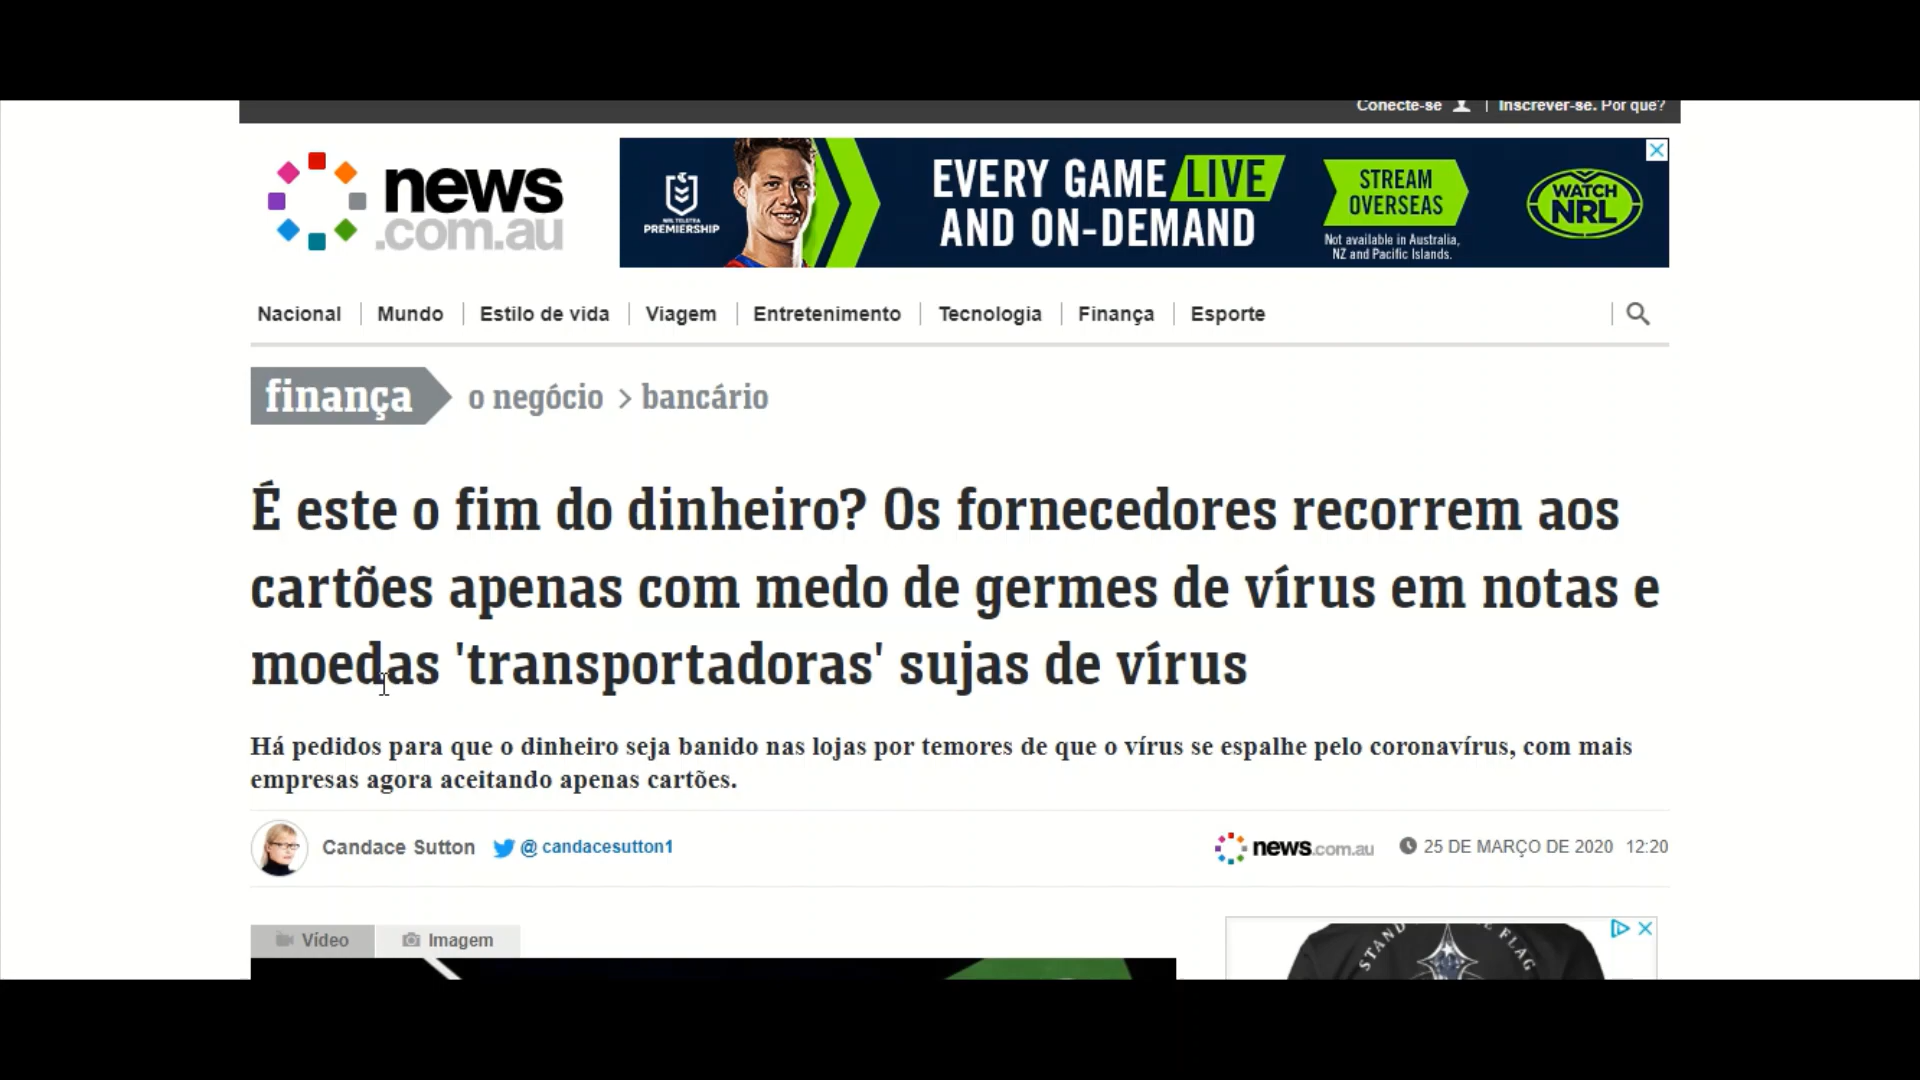 Conecte-se | Inscrever-se. Por que?
news
.com.au
NRL TELSTRA
PREMIERSHIP
EVERY GAME LIVE
AND ON-DEMAND
STREAM
OVERSEAS
Not available in Australia,
NZ and Pacific Islands.
WATCH
NRL
Nacional | Mundo | Estilo de vida | Viagem | Entretenimento | Tecnologia | Finança | Esporte
finança o negócio > bancário
É este o fim do dinheiro? Os fornecedores recorrem aos
cartões apenas com medo de germes de vírus em notas e
moedas 'transportadoras' sujas de vírus
Há pedidos para que o dinheiro seja banido nas lojas por temores de que o vírus se espalhe pelo coronavírus, com mais
empresas agora aceitando apenas cartões.
Candace Sutton @candacesutton1
news.com.au 25 DE MARÇO DE 2020 12:20
Vídeo Imagem
STAND FLAG